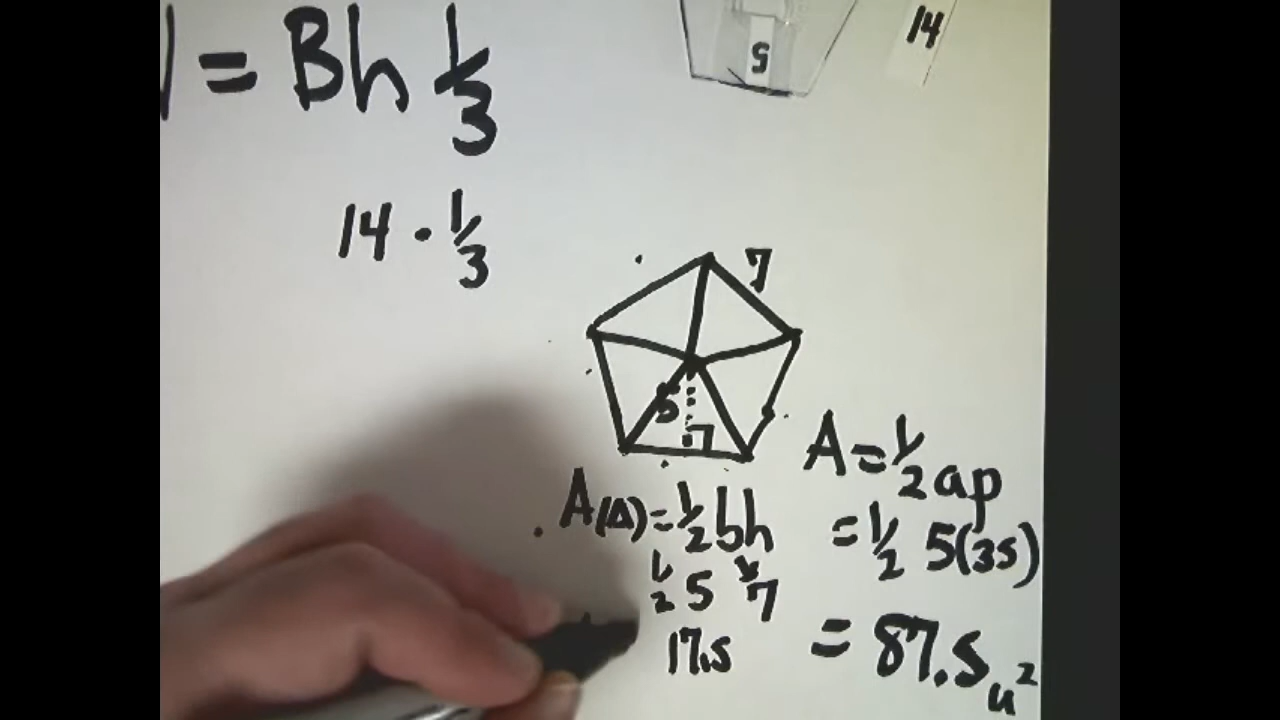 = Bh 1/3
5
14
14 · 1/3
7
5
7
A(Δ) = 1/2 bh
1/2 5 × 7
17.5
A = 1/2 ap
= 1/2 5(35)
= 87.5 u²